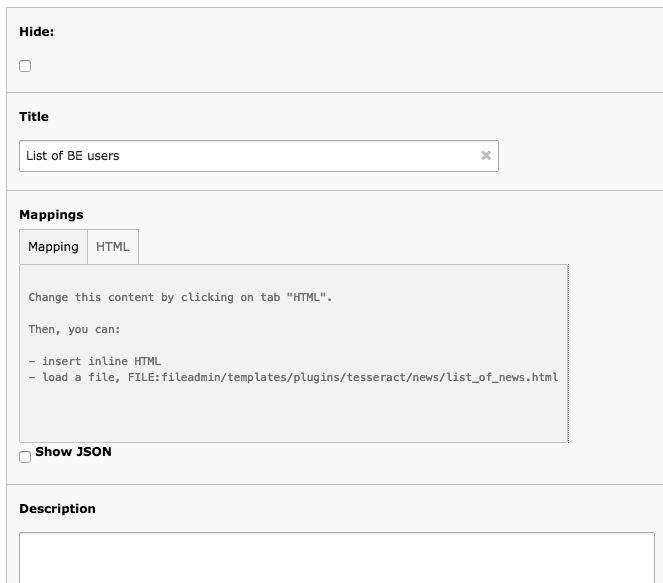 Hide:
Title
List of BE users
Mappings
Mapping HTML
Change this content by clicking on tab "HTML".
Then, you can:
- insert inline HTML
- load a file, FILE:fileadmin/templates/plugins/tesseract/news/list_of_news.html
Show JSON
Description